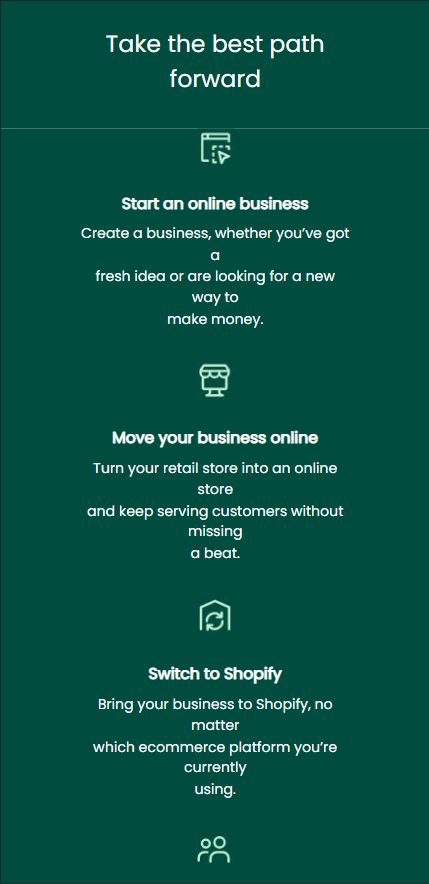 Take the best path
forward
Start an online business
Create a business, whether you’ve got
a
fresh idea or are looking for a new
way to
make money.
Move your business online
Turn your retail store into an online
store
and keep serving customers without
missing
a beat.
Switch to Shopify
Bring your business to Shopify, no
matter
which ecommerce platform you’re
currently
using.